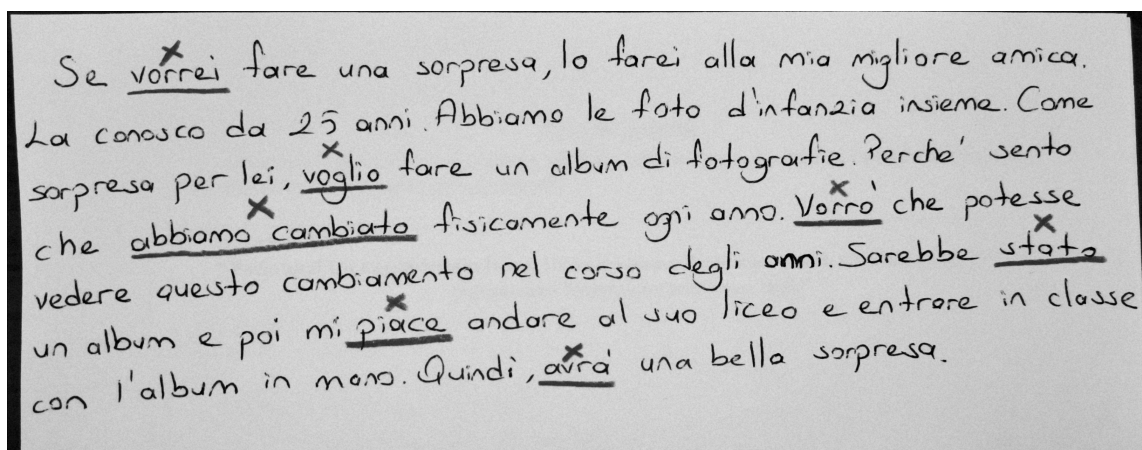 Se vorrei fare una sorpresa, lo farei alla mia migliore amica.
La conosco da 25 anni. Abbiamo le foto d'infanzia insieme. Come
sorpresa per lei, voglio fare un album di fotografie. Perche' sento
che abbiamo cambiato fisicamente ogni anno. Vorrò che potesse
vedere questo cambiamento nel corso degli anni. Sarebbe stato
un album e poi mi piace andare al suo liceo e entrare in classe
con l'album in mano. Quindi, avrà una bella sorpresa.